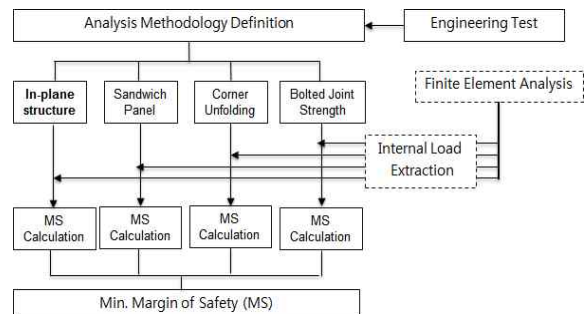 Analysis Methodology Definition
Engineering Test
In-plane
structure
Sandwich
Panel
Corner
Unfolding
Bolted Joint
Strength
Finite Element Analysis
Internal Load
Extraction
MS
Calculation
MS
Calculation
MS
Calculation
MS
Calculation
Min. Margin of Safety (MS)